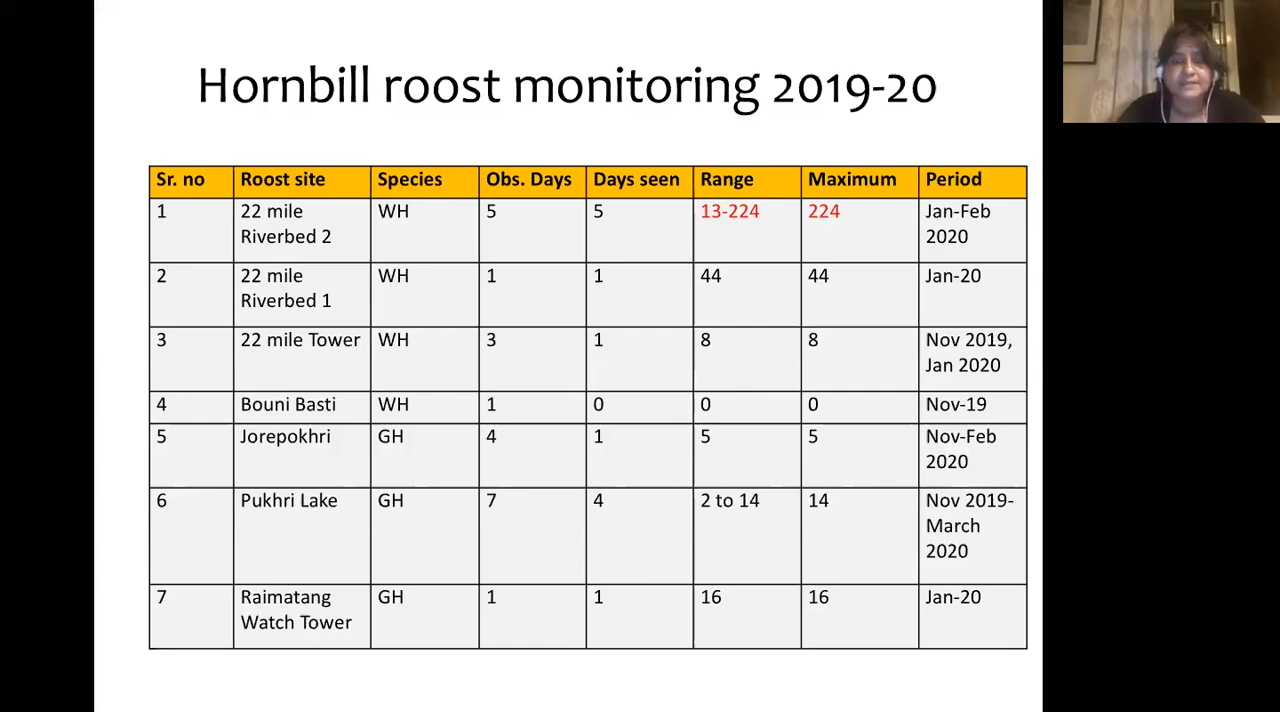 Hornbill roost monitoring 2019-20
Sr. no Roost site Species Obs. Days Days seen Range Maximum Period
1 22 mile Riverbed 2 WH 5 5 13-224 224 Jan-Feb 2020
2 22 mile Riverbed 1 WH 1 1 44 44 Jan-20
3 22 mile Tower WH 3 1 8 8 Nov 2019, Jan 2020
4 Bouni Basti WH 1 0 0 0 Nov-19
5 Jorepokhri GH 4 1 5 5 Nov-Feb 2020
6 Pukhri Lake GH 7 4 2 to 14 14 Nov 2019-March 2020
7 Raimatang Watch Tower GH 1 1 16 16 Jan-20